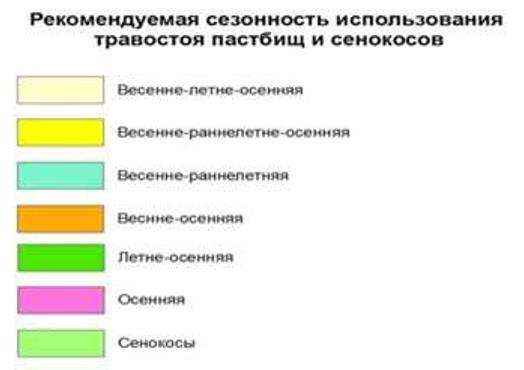 Рекомендуемая сезонность использования
травостоя пастбищ и сенокосов
Весенне-летне-осенняя
Весенне-раннелетне-осенняя
Весенне-раннелетняя
Веснне-осенняя
Летне-осенняя
Осенняя
Сенокосы